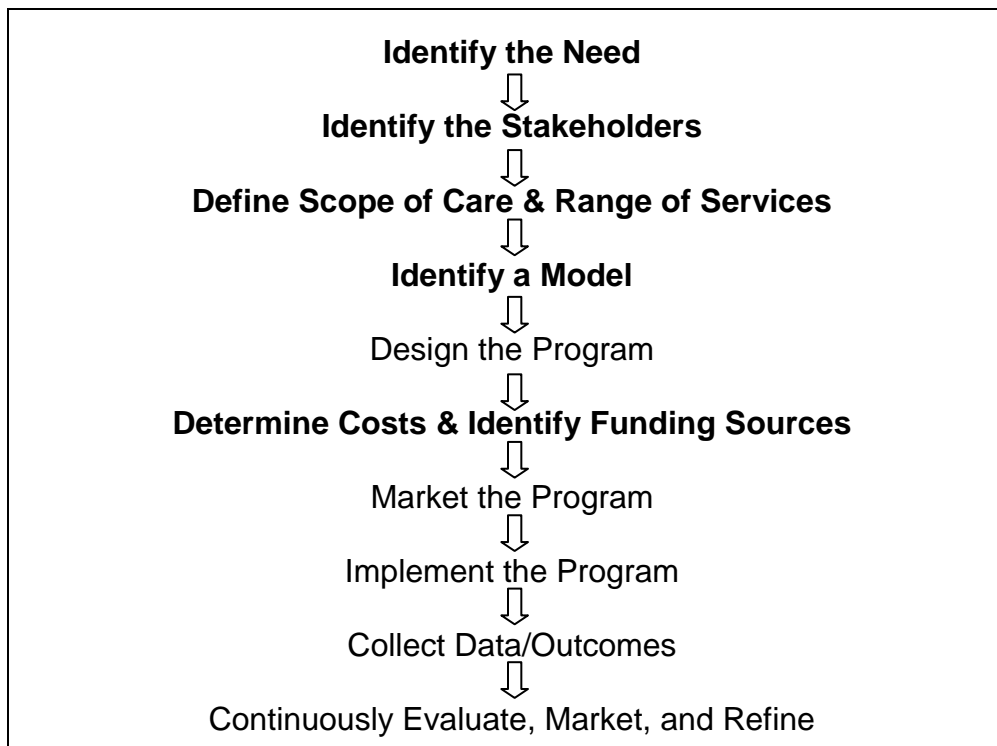 Identify the Need
Identify the Stakeholders
Define Scope of Care & Range of Services
Identify a Model
Design the Program
Determine Costs & Identify Funding Sources
Market the Program
Implement the Program
Collect Data/Outcomes
Continuously Evaluate, Market, and Refine